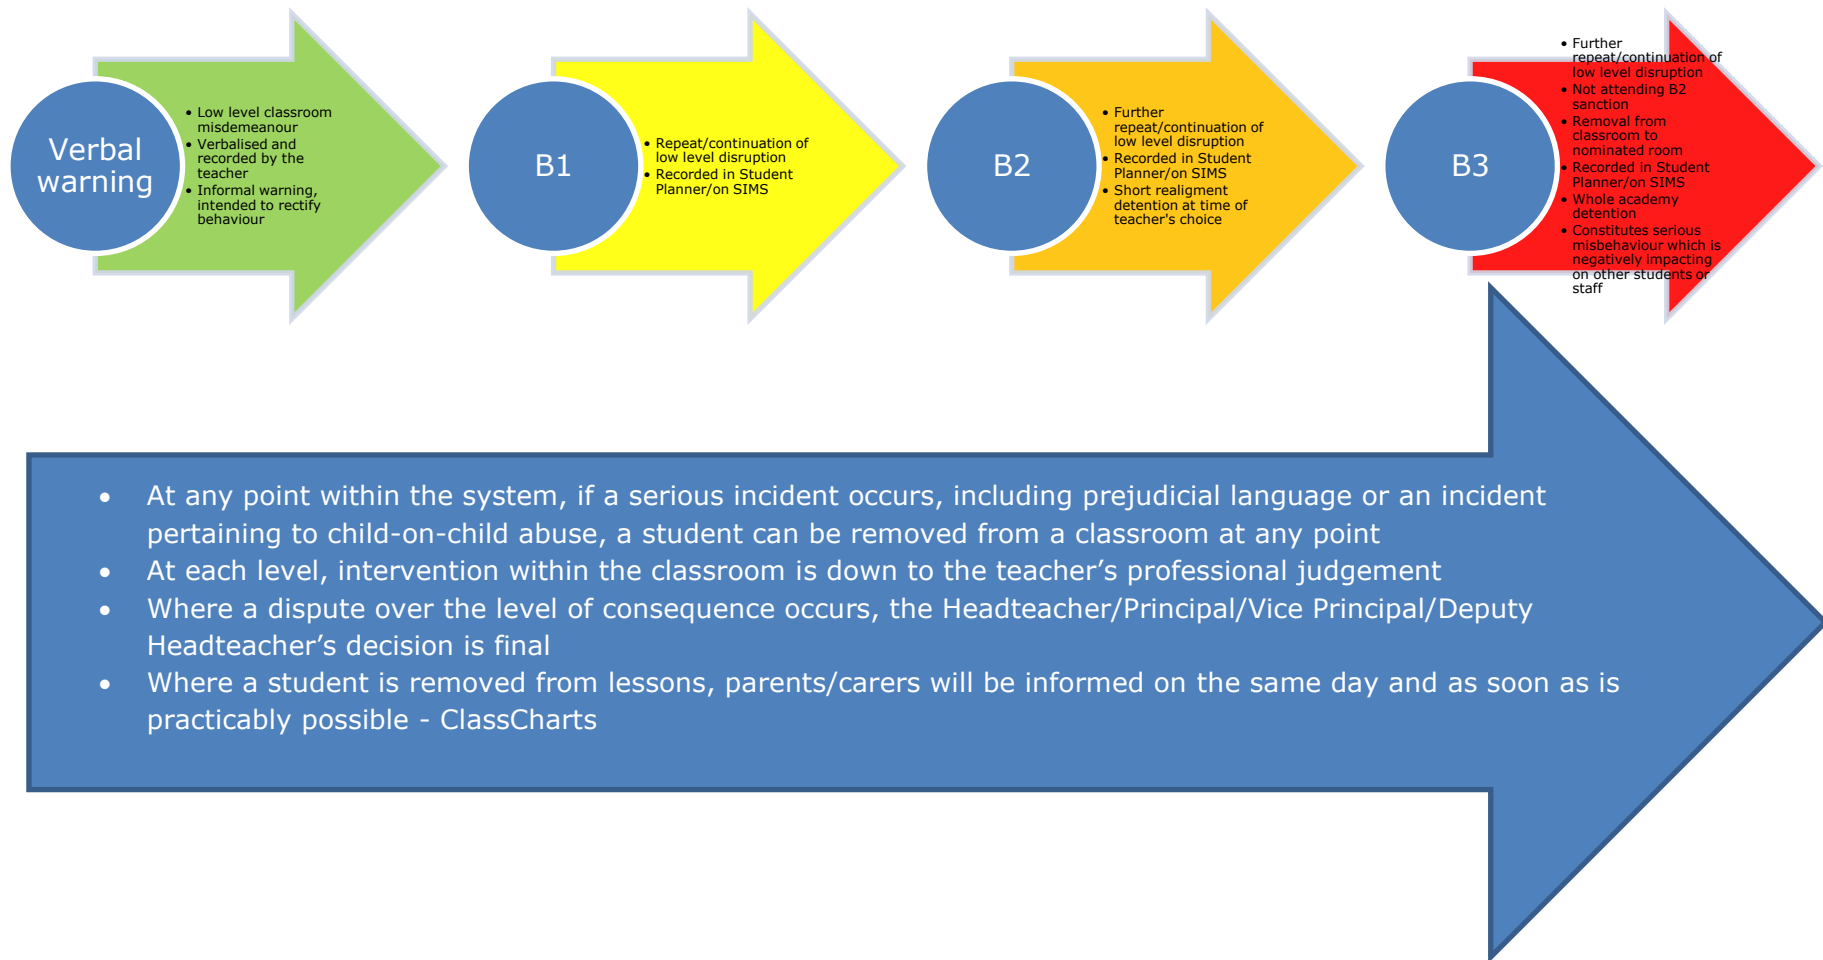 Verbal
warning
• Low level classroom
misdemeanour
• Verbalised and
recorded by the
teacher
• Informal warning,
intended to rectify
behaviour
B1
• Repeat/continuation of
low level disruption
• Recorded in Student
Planner/on SIMS
B2
• Further
repeat/continuation of
low level disruption
• Recorded in Student
Planner/on SIMS
• Short realigment
detention at time of
teacher's choice
B3
• Further
repeat/continuation of
low level disruption
• Not attending B2
sanction
• Removal from
classroom to
nominated room
• Recorded in Student
Planner/on SIMS
• Whole academy
detention
• Constitutes serious
misbehaviour which is
negatively impacting
on other students or
staff
• At any point within the system, if a serious incident occurs, including prejudicial language or an incident
pertaining to child-on-child abuse, a student can be removed from a classroom at any point
• At each level, intervention within the classroom is down to the teacher’s professional judgement
• Where a dispute over the level of consequence occurs, the Headteacher/Principal/Vice Principal/Deputy
Headteacher’s decision is final
• Where a student is removed from lessons, parents/carers will be informed on the same day and as soon as is
practicably possible - ClassCharts